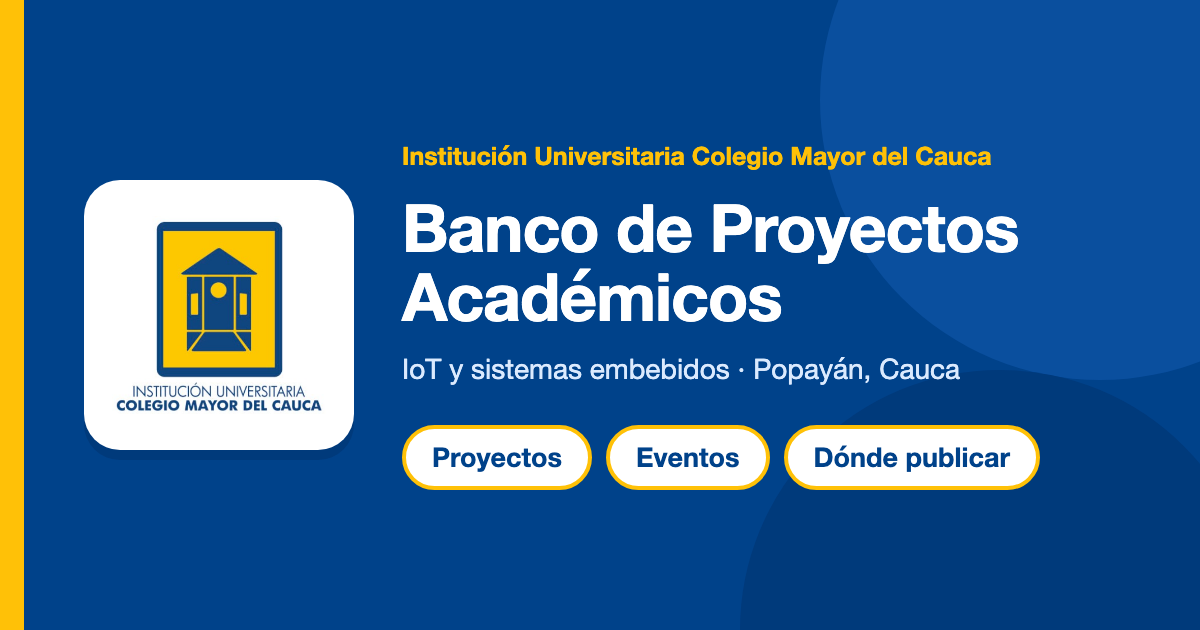 INSTITUCIÓN UNIVERSITARIA
COLEGIO MAYOR DEL CAUCA
Institución Universitaria Colegio Mayor del Cauca
Banco de Proyectos
Académicos
IoT y sistemas embebidos · Popayán, Cauca
Proyectos
Eventos
Dónde publicar